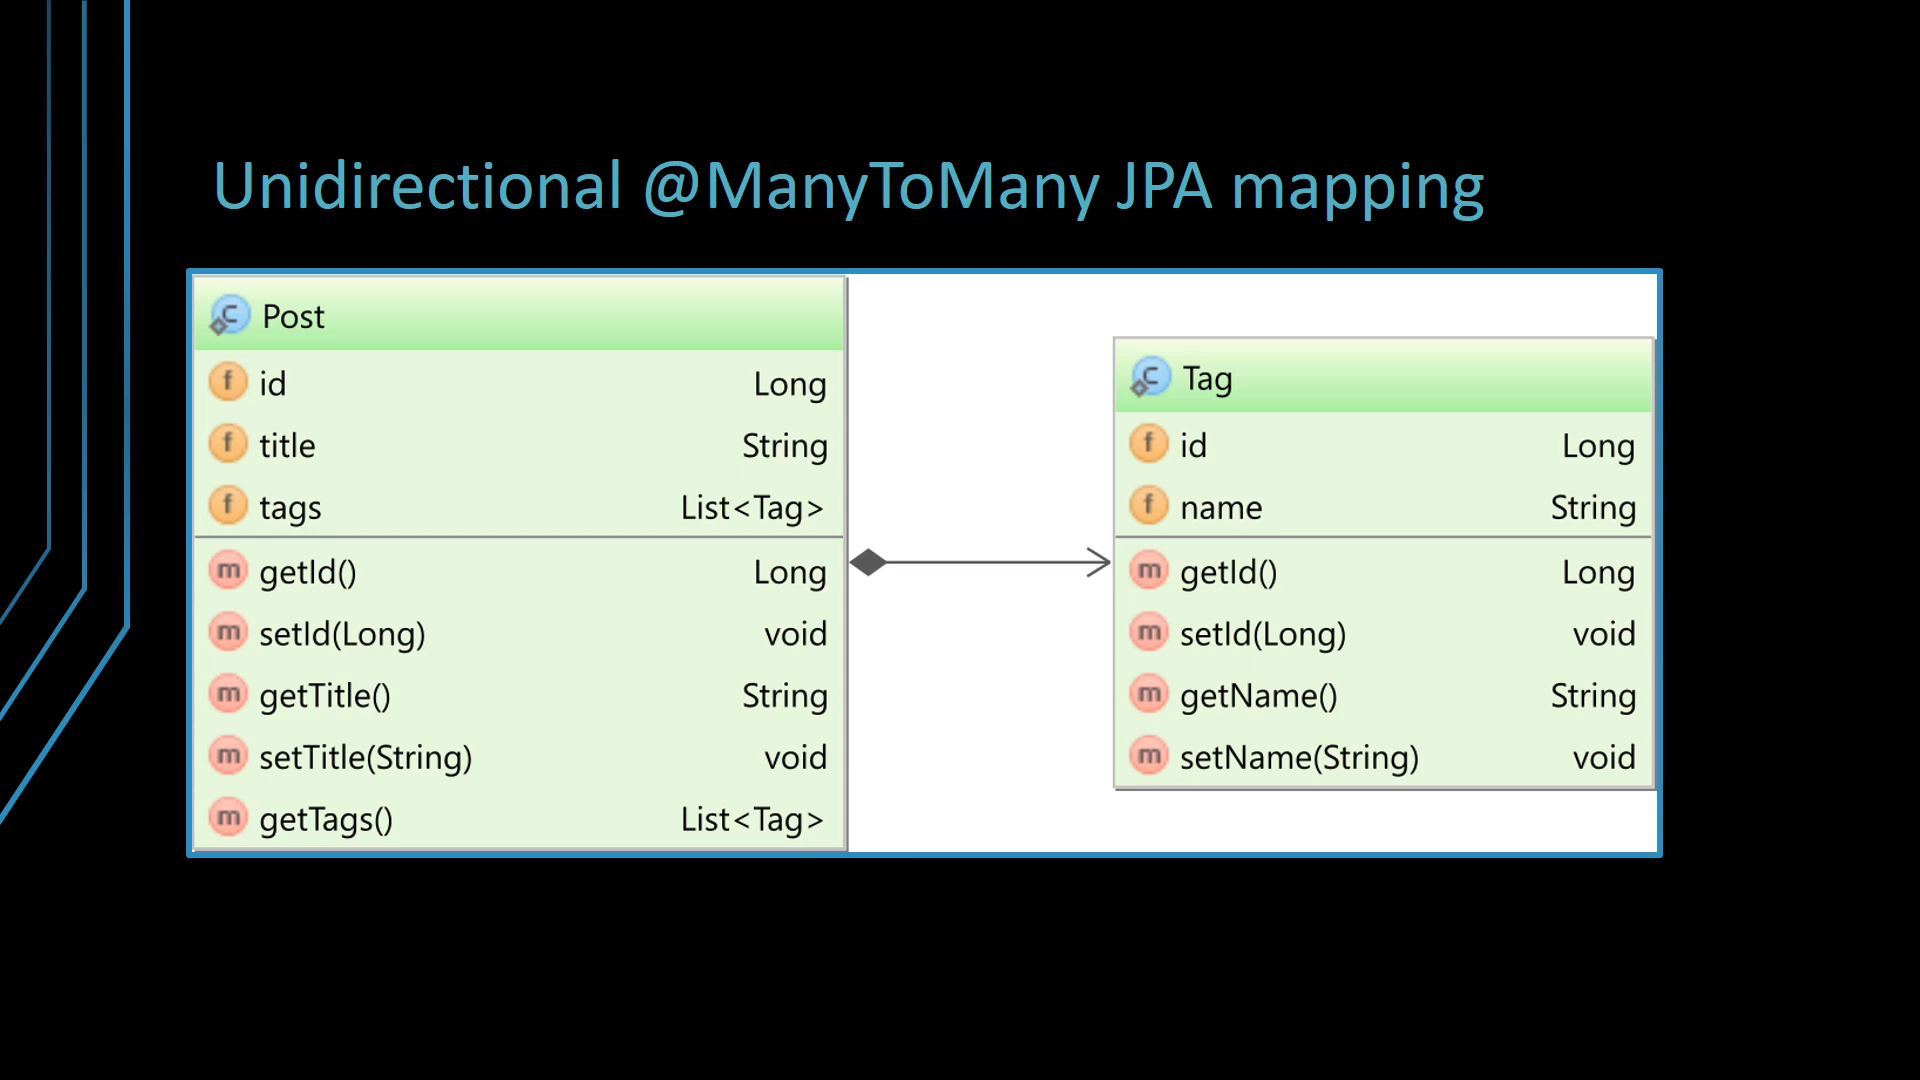 Unidirectional @ManyToMany JPA mapping
C Post
f id Long
f title String
f tags List<Tag>
m getId() Long
m setId(Long) void
m getTitle() String
m setTitle(String) void
m getTags() List<Tag>
C Tag
f id Long
f name String
m getId() Long
m setId(Long) void
m getName() String
m setName(String) void